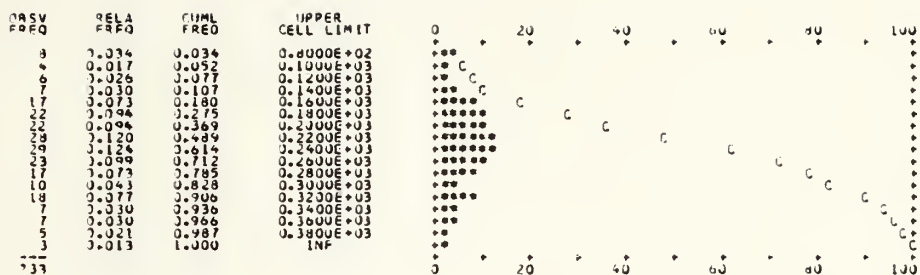 OBSV RELA CUML UPPER
FREQ FREQ FREQ CELL LIMIT 0 20 40 60 80 100
+ + + + + + + + + + +
8 0.034 0.034 0.8000E+02 +** +
4 0.017 0.052 0.1000E+03 +* C +
6 0.026 0.077 0.1200E+03 +* C +
7 0.030 0.107 0.1400E+03 +** C +
17 0.073 0.180 0.1600E+03 +**** C +
22 0.094 0.275 0.1800E+03 +***** C +
22 0.094 0.369 0.2000E+03 +***** C +
28 0.120 0.489 0.2200E+03 +****** C +
29 0.124 0.614 0.2400E+03 +****** C +
23 0.099 0.712 0.2600E+03 +***** C +
17 0.073 0.785 0.2800E+03 +**** C +
10 0.043 0.828 0.3000E+03 +** C +
18 0.077 0.906 0.3200E+03 +**** C +
7 0.030 0.936 0.3400E+03 +** C +
7 0.030 0.966 0.3600E+03 +** C +
5 0.021 0.987 0.3800E+03 +* C+
3 0.013 1.000 INF +* C
--- + + + + + + + + + + +
233 0 20 40 60 80 100